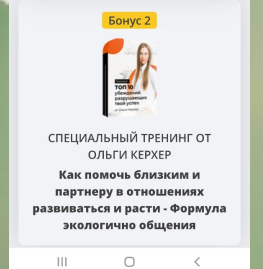 Бонус 2
ТОП 10
убеждений
разрушающих
твой успех
СПЕЦИАЛЬНЫЙ ТРЕНИНГ ОТ
ОЛЬГИ КЕРХЕР
Как помочь близким и
партнеру в отношениях
развиваться и расти - Формула
экологично общения